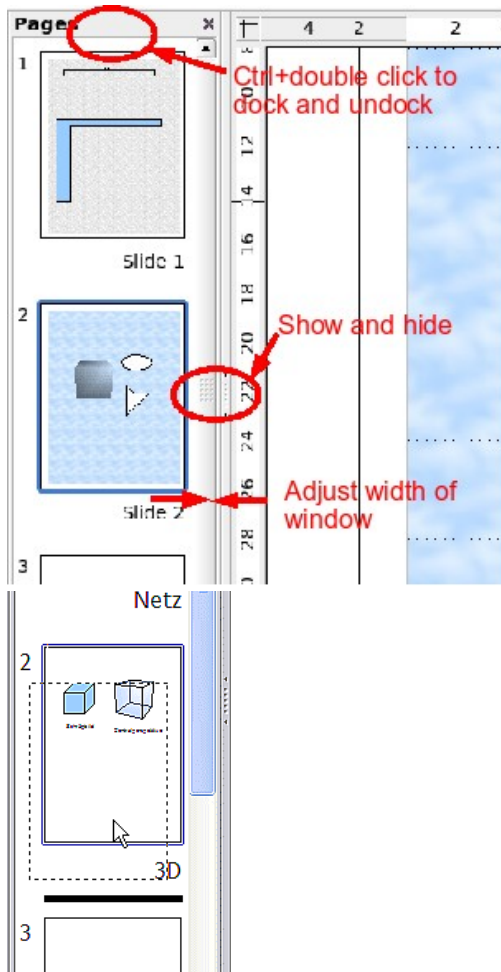 Pages
4 2 2
Ctrl+double click to
dock and undock
1
12
14
16
Slide 1
18
2
Show and hide
20
22
24
26
Adjust width of
window
Slide 2
28
3
Netz
2
3D
3